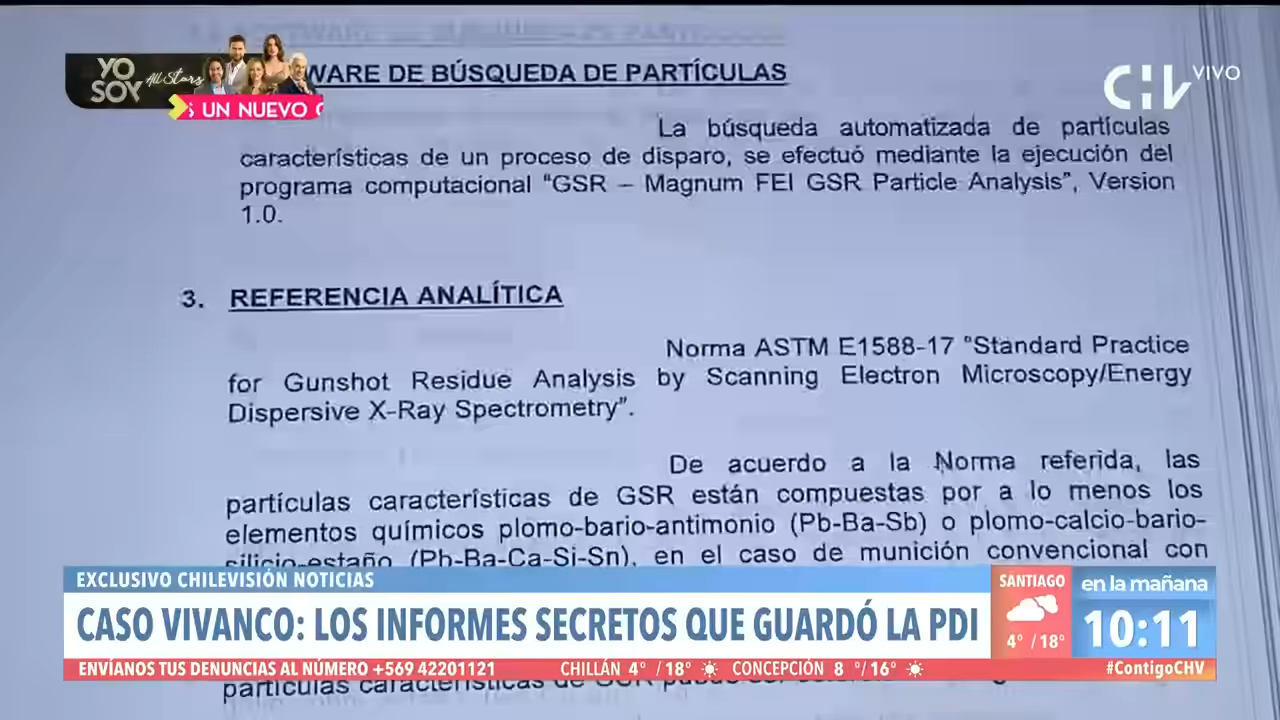 YO SOY All Stars
S UN NUEVO
CHV VIVO
WARE DE BÚSQUEDA DE PARTÍCULAS
La búsqueda automatizada de partículas
características de un proceso de disparo, se efectuó mediante la ejecución del
programa computacional “GSR – Magnum FEI GSR Particle Analysis”, Version
1.0.
3. REFERENCIA ANALÍTICA
Norma ASTM E1588-17 “Standard Practice
for Gunshot Residue Analysis by Scanning Electron Microscopy/Energy
Dispersive X-Ray Spectrometry”.
De acuerdo a la Norma referida, las
partículas características de GSR están compuestas por a lo menos los
elementos químicos plomo-bario-antimonio (Pb-Ba-Sb) o plomo-calcio-bario-
silicio-estaño (Pb-Ba-Ca-Si-Sn), en el caso de munición convencional con
EXCLUSIVO CHILEVISIÓN NOTICIAS
CASO VIVANCO: LOS INFORMES SECRETOS QUE GUARDÓ LA PDI
SANTIAGO
4° / 18°
en la mañana
10:11
ENVÍANOS TUS DENUNCIAS AL NÚMERO +569 42201121
CHILLÁN 4° / 18° CONCEPCIÓN 8 °/ 16°
#ContigoCHV
partículas características de GSR